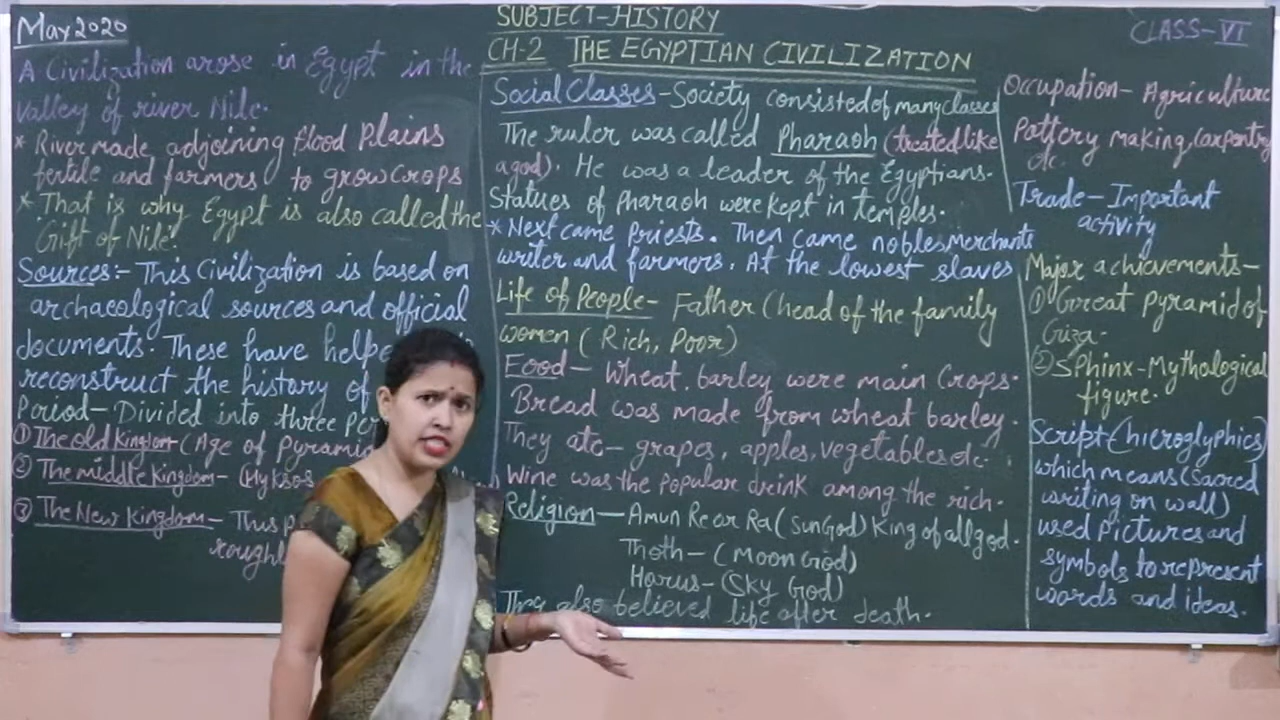 May 2020
SUBJECT-HISTORY
CLASS-VI
CH-2 THE EGYPTIAN CIVILIZATION
A Civilization arose in Egypt in the
valley of river Nile.
* River made adjoining flood plains
fertile and farmers to grow crops
* That is why Egypt is also called the
Gift of Nile.
Sources:- This Civilization is based on
archaeological sources and official
documents. These have helpe
reconstruct the history of
Period- Divided into three Per
① The old Kingdom- (Age of Pyrami
② The middle Kingdom- (Hyksos
③ The New Kingdom- This p
roughl
Social Classes- Society consisted of many classes
The ruler was called Pharaoh (treated like
a god). He was a leader of the Egyptians.
Statues of Pharaoh were kept in temples.
* Next came Priests. Then came nobles, merchants
writer and farmers. At the lowest slaves
Life of People- Father (head of the family
women (Rich, Poor)
Food- Wheat, barley were main Crops.
Bread was made from wheat barley.
They ate- grapes, apples, vegetables etc.
Wine was the popular drink among the rich.
Religion- Amun Re or Ra (sun God) King of all god.
Thoth- (Moon God)
Horus- (Sky God)
They also believed life after death.
Occupation- Agriculture
Pottery making, Carpentry
etc.
Trade- Important
activity
Major achievements-
① Great Pyramid of
Giza.
② SPhinx-Mythological
figure.
Script- (hieroglyphics)
which means (Sacred
writing on wall)
used Pictures and
symbols to represent
words and ideas.